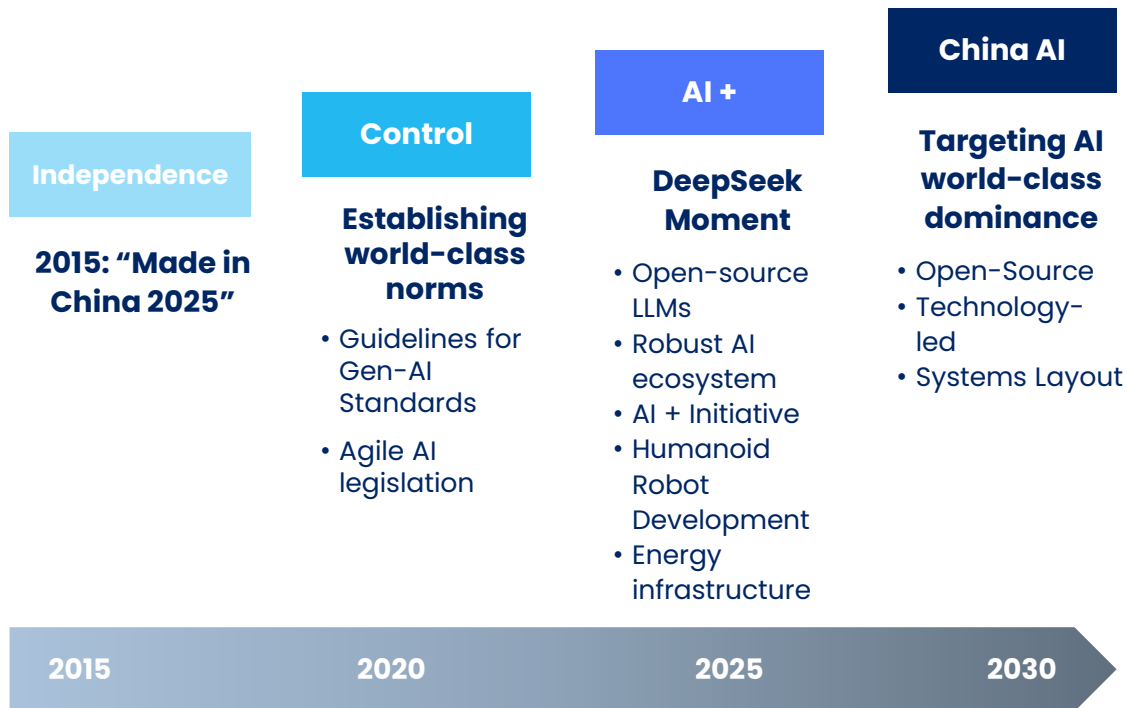 Independence
2015: “Made in
China 2025”
Control
Establishing
world-class
norms
• Guidelines for
Gen-AI
Standards
• Agile AI
legislation
AI +
DeepSeek
Moment
• Open-source
LLMs
• Robust AI
ecosystem
• AI + Initiative
• Humanoid
Robot
Development
• Energy
infrastructure
China AI
Targeting AI
world-class
dominance
• Open-Source
• Technology-
led
• Systems Layout
2015
2020
2025
2030